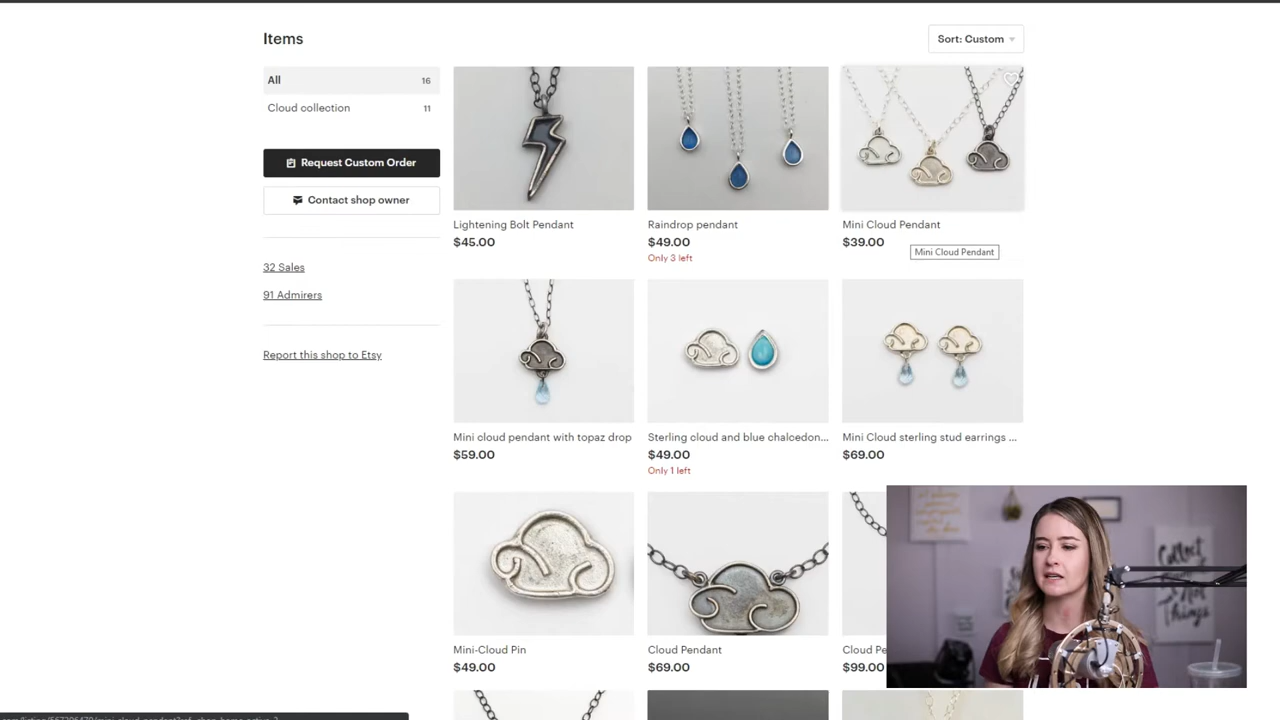 Items
Sort: Custom
All 16
Cloud collection 11
Request Custom Order
Contact shop owner
32 Sales
91 Admirers
Report this shop to Etsy
Lightening Bolt Pendant
$45.00
Raindrop pendant
$49.00
Only 3 left
Mini Cloud Pendant
$39.00
Mini Cloud Pendant
Mini cloud pendant with topaz drop
$59.00
Sterling cloud and blue chalcedon...
$49.00
Only 1 left
Mini Cloud sterling stud earrings ...
$69.00
Mini-Cloud Pin
$49.00
Cloud Pendant
$69.00
Cloud Pe
$99.00
Collect
Not
Things